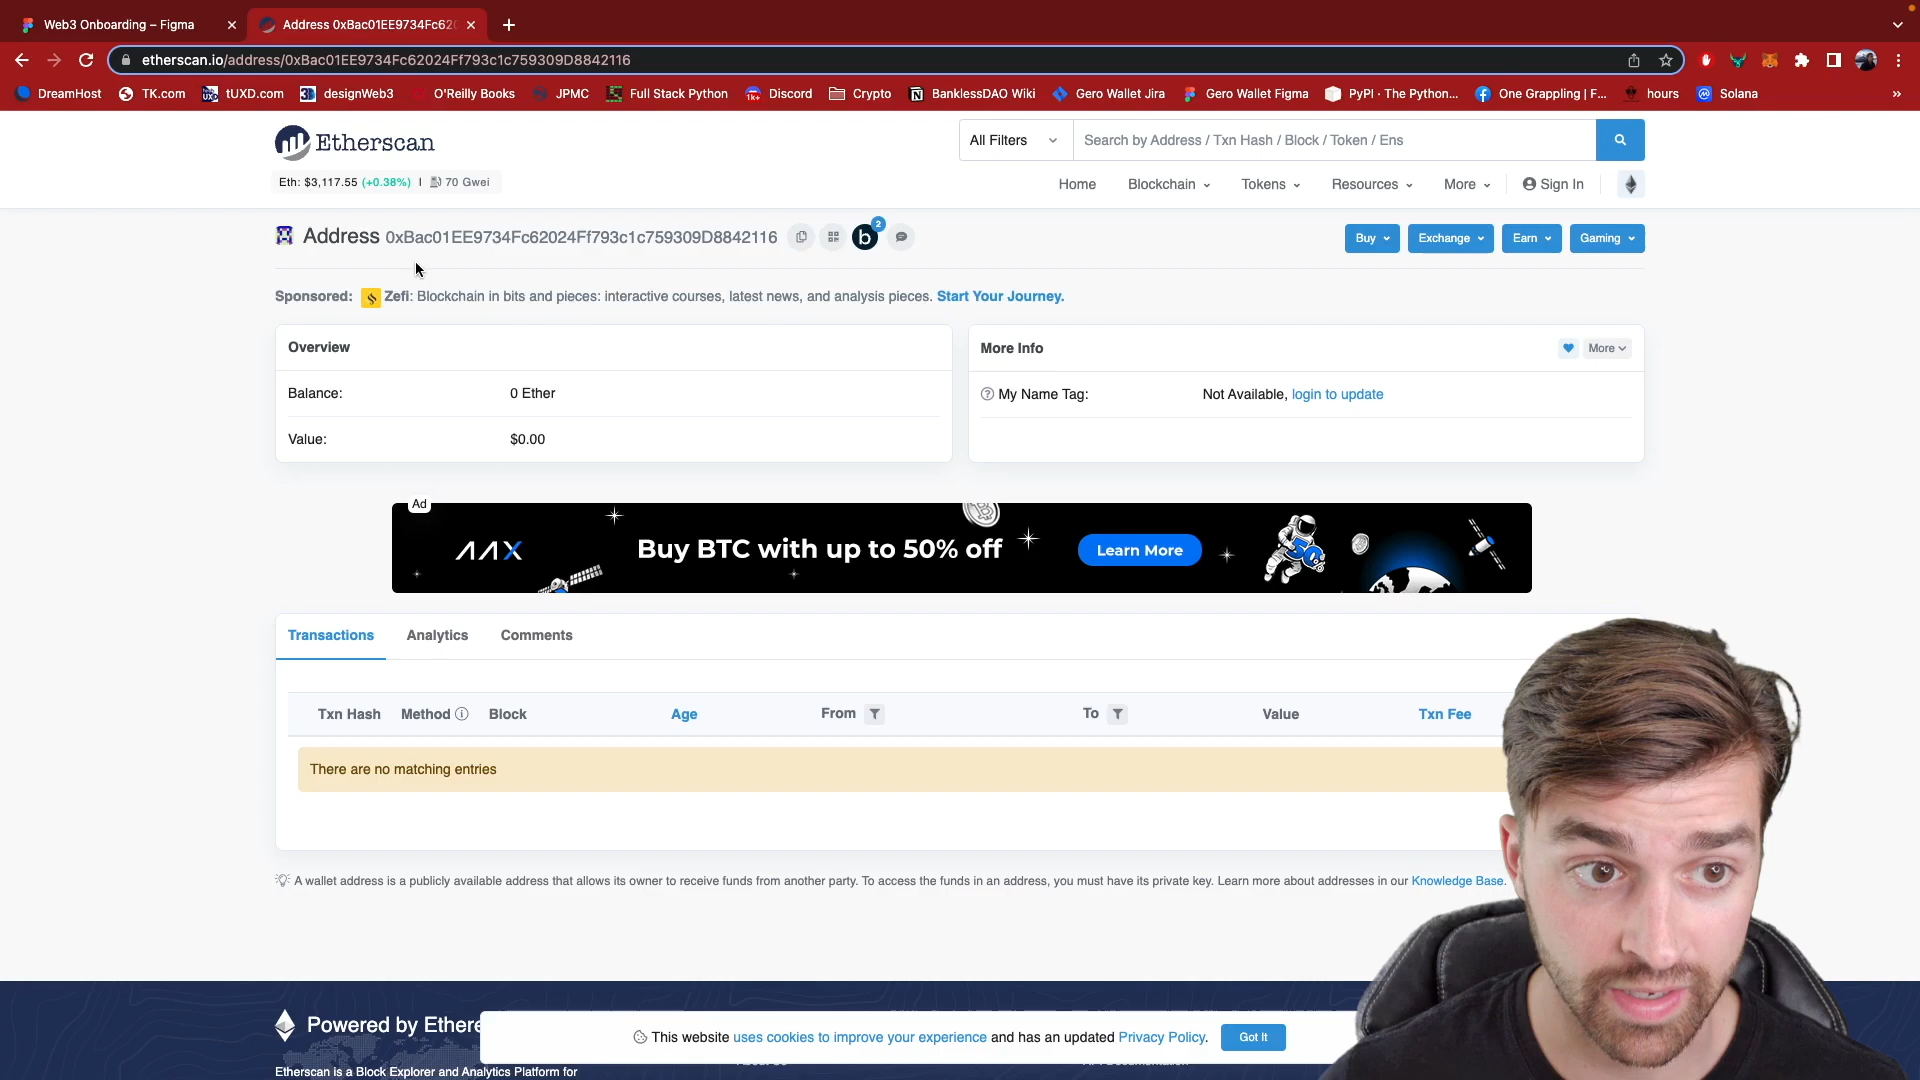 Web3 Onboarding – Figma
Address 0xBac01EE9734Fc62
etherscan.io/address/0xBac01EE9734Fc62024Ff793c1c759309D8842116
DreamHost TK.com tUXD.com designWeb3 O'Reilly Books JPMC Full Stack Python Discord Crypto BanklessDAO Wiki Gero Wallet Jira Gero Wallet Figma PyPI · The Python... One Grappling | F... hours Solana »
Etherscan
All Filters Search by Address / Txn Hash / Block / Token / Ens
Eth: $3,117.55 (+0.38%) | 70 Gwei
Home Blockchain Tokens Resources More Sign In
Address 0xBac01EE9734Fc62024Ff793c1c759309D8842116
b 2
Buy Exchange Earn Gaming
Sponsored: $ Zefi: Blockchain in bits and pieces: interactive courses, latest news, and analysis pieces. Start Your Journey.
Overview
Balance: 0 Ether
Value: $0.00
More Info
More
My Name Tag: Not Available, login to update
Ad
AAX Buy BTC with up to 50% off Learn More
Transactions Analytics Comments
Txn Hash Method Block Age From To Value Txn Fee
There are no matching entries
A wallet address is a publicly available address that allows its owner to receive funds from another party. To access the funds in an address, you must have its private key. Learn more about addresses in our Knowledge Base.
Powered by Ethere
This website uses cookies to improve your experience and has an updated Privacy Policy. Got It
Etherscan is a Block Explorer and Analytics Platform for